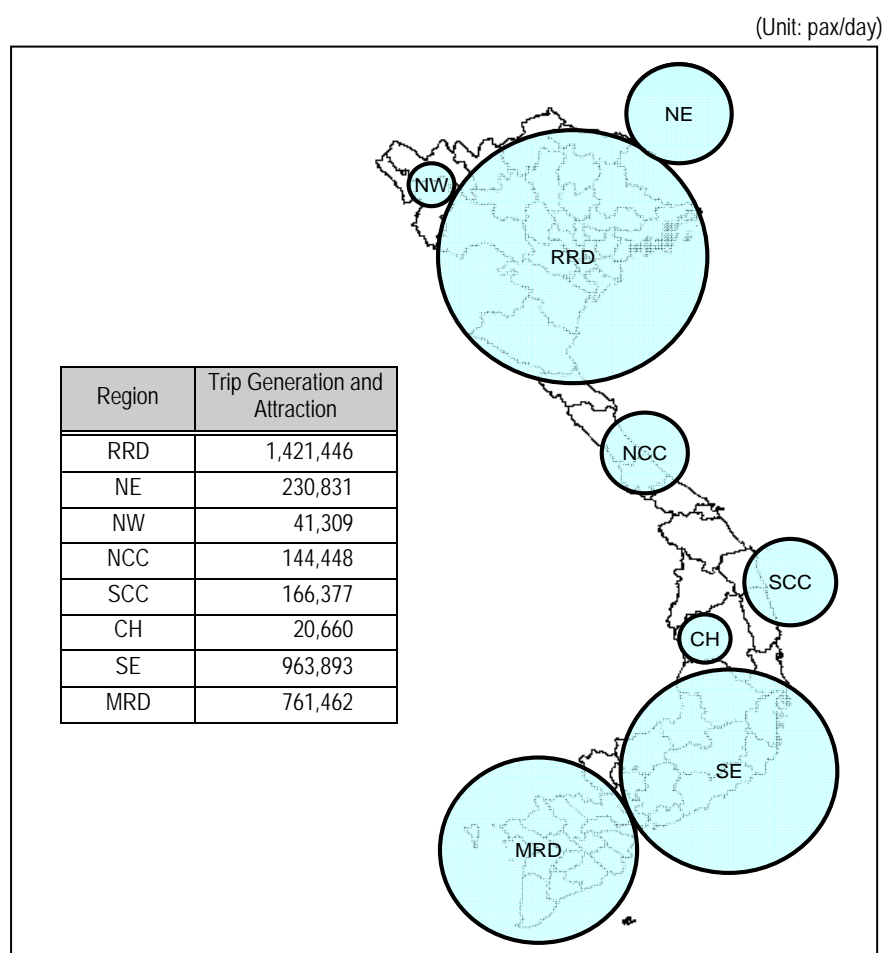 (Unit: pax/day)
NE
NW
RRD
Region Trip Generation and
Attraction
RRD 1,421,446
NE 230,831
NW 41,309
NCC 144,448
SCC 166,377
CH 20,660
SE 963,893
MRD 761,462
NCC
SCC
CH
SE
MRD